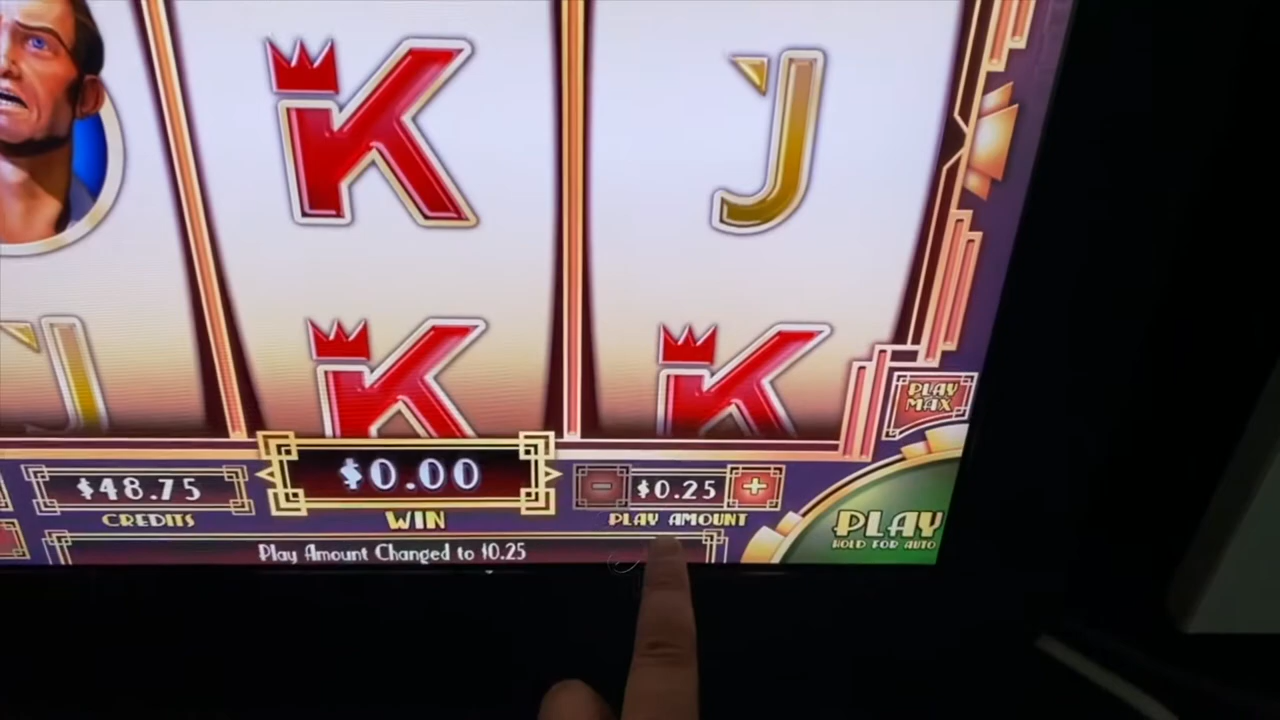 K
J
J
K
K
PLAY
MAX
$48.75
$0.00
- $0.25 +
CREDITS
WIN
PLAY AMOUNT
PLAY
HOLD FOR AUTO
Play Amount Changed to $0.25